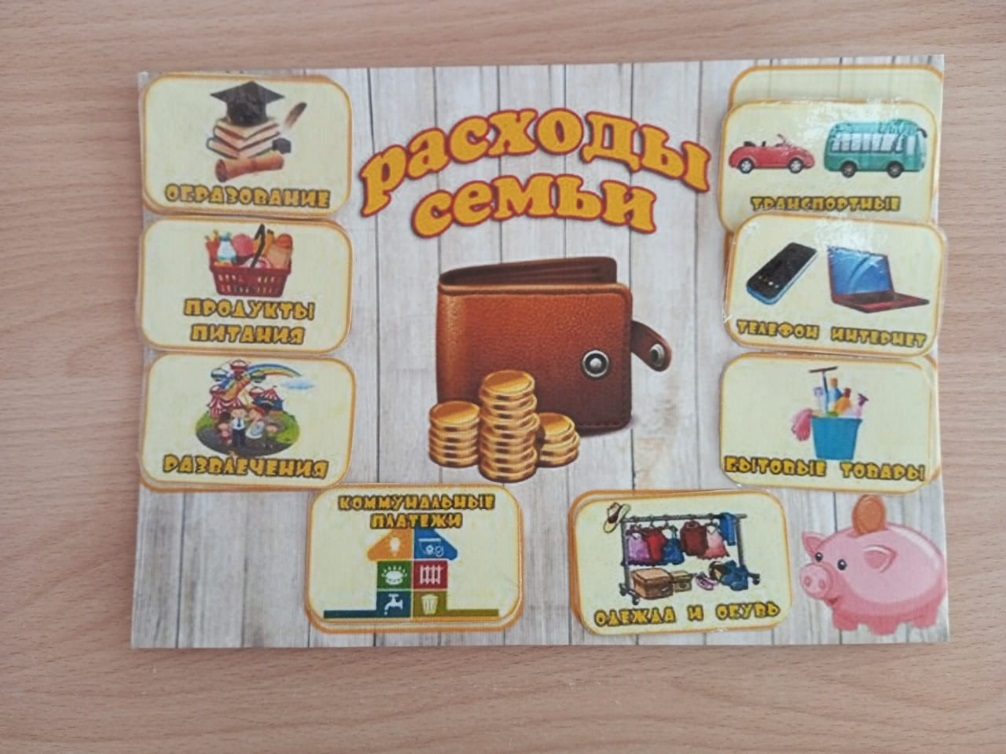 расходы
семьи
ОБРАЗОВАНИЕ
ПРОДУКТЫ
ПИТАНИЯ
РАЗВЛЕЧЕНИЯ
КОММУНАЛЬНЫЕ
ПЛАТЕЖИ
ТРАНСПОРТНЫЕ
ТЕЛЕФОН ИНТЕРНЕТ
БЫТОВЫЕ ТОВАРЫ
ОДЕЖДА И ОБУВЬ